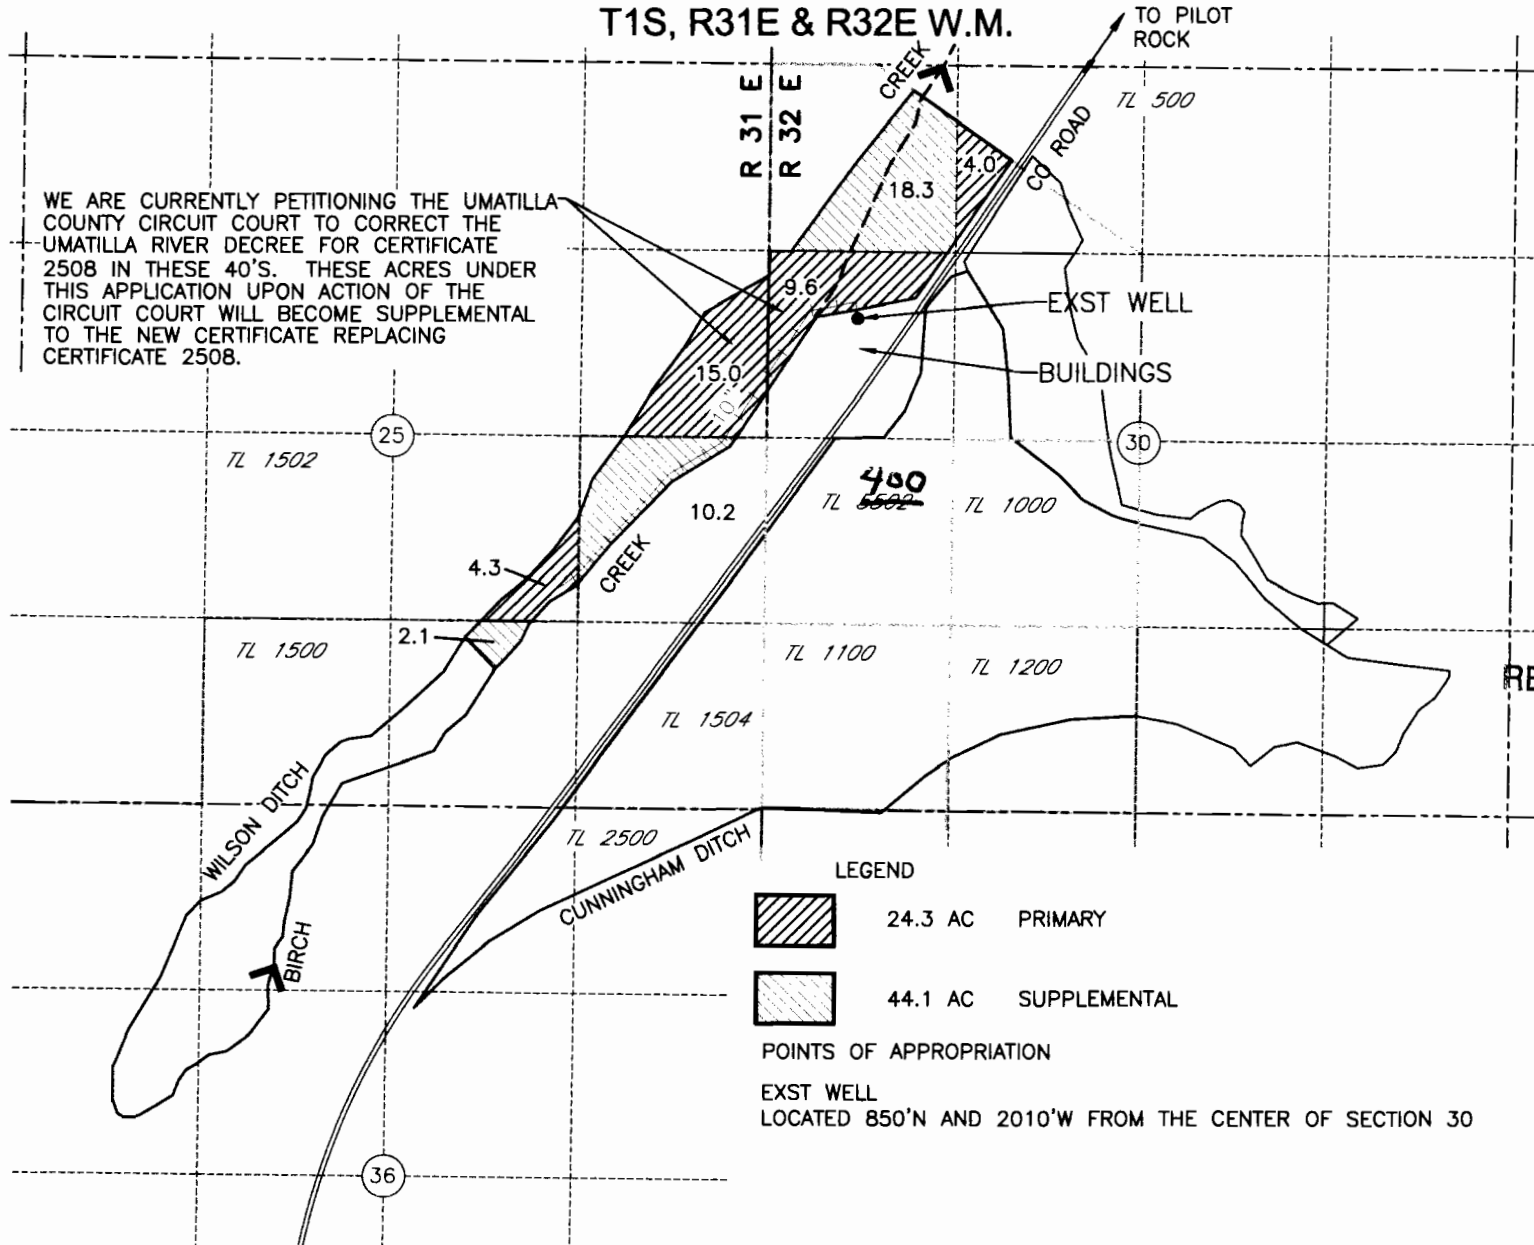 T1S, R31E & R32E W.M.
TO PILOT
ROCK
R 31 E
R 32 E
CREEK
CO ROAD
TL 500
4.0
18.3
WE ARE CURRENTLY PETITIONING THE UMATILLA
COUNTY CIRCUIT COURT TO CORRECT THE
UMATILLA RIVER DECREE FOR CERTIFICATE
2508 IN THESE 40'S. THESE ACRES UNDER
THIS APPLICATION UPON ACTION OF THE
CIRCUIT COURT WILL BECOME SUPPLEMENTAL
TO THE NEW CERTIFICATE REPLACING
CERTIFICATE 2508.
9.6
EXST WELL
BUILDINGS
15.0
10"
25
30
TL 1502
400
TL 5502
TL 1000
10.2
CREEK
4.3
2.1
TL 1500
TL 1100
TL 1200
RE
TL 1504
WILSON DITCH
TL 2500
CUNNINGHAM DITCH
BIRCH
LEGEND
24.3 AC PRIMARY
44.1 AC SUPPLEMENTAL
POINTS OF APPROPRIATION
EXST WELL
LOCATED 850'N AND 2010'W FROM THE CENTER OF SECTION 30
36